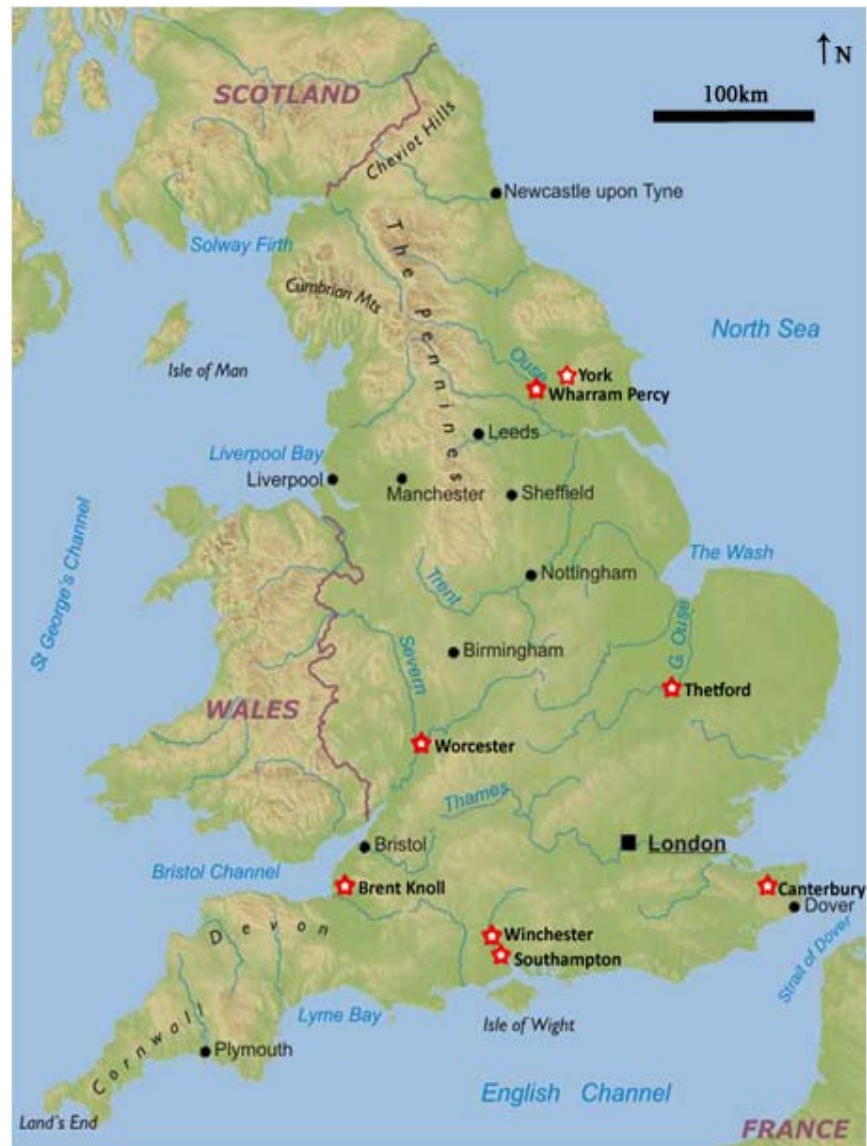 N
100km
SCOTLAND
Cheviot Hills
Newcastle upon Tyne
Solway Firth
The Pennines
Cumbrian Mts
North Sea
Isle of Man
Ouse
York
Wharram Percy
Leeds
Liverpool Bay
Liverpool
Manchester
Sheffield
St George's Channel
The Wash
Trent
Nottingham
Severn
Birmingham
G. Ouse
Thetford
WALES
Worcester
Thames
Bristol
London
Bristol Channel
Brent Knoll
Canterbury
Dover
Devon
Winchester
Southampton
Strait of Dover
Cornwall
Lyme Bay
Isle of Wight
Plymouth
English Channel
Land's End
FRANCE